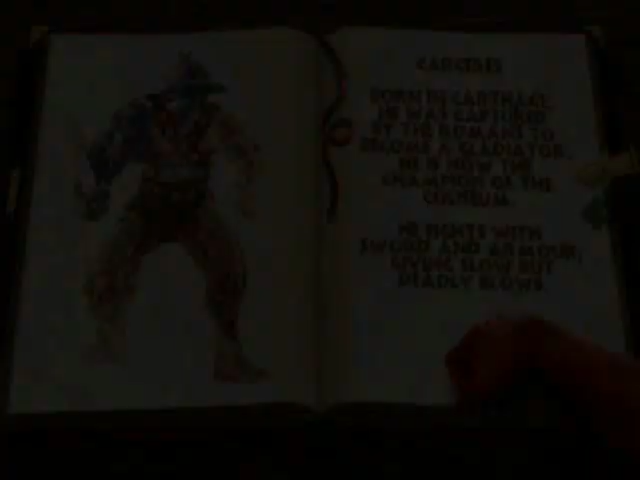 BORN IN CARTHAGE,
HE WAS CAPTURED
BY THE ROMANS TO
BECOME A GLADIATOR.
HE IS NOW THE
CHAMPION OF THE
COLISEUM.
HE FIGHTS WITH
SWORD AND ARMOUR,
GIVING SLOW BUT
DEADLY BLOWS.